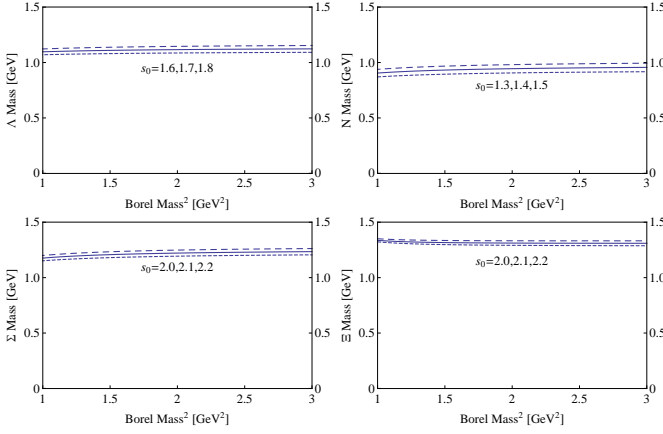 1.5 1.5 1.5 1.5
Λ Mass [GeV] 1.0 1.0 N Mass [GeV] 1.0 1.0
s₀=1.6,1.7,1.8 s₀=1.3,1.4,1.5
0.5 0.5 0.5 0.5
0 0 0 0
1 1.5 2 2.5 3 1 1.5 2 2.5 3
Borel Mass² [GeV²] Borel Mass² [GeV²]
1.5 1.5 1.5 1.5
Σ Mass [GeV] 1.0 1.0 Ξ Mass [GeV] 1.0 1.0
s₀=2.0,2.1,2.2 s₀=2.0,2.1,2.2
0.5 0.5 0.5 0.5
0 0 0 0
1 1.5 2 2.5 3 1 1.5 2 2.5 3
Borel Mass² [GeV²] Borel Mass² [GeV²]